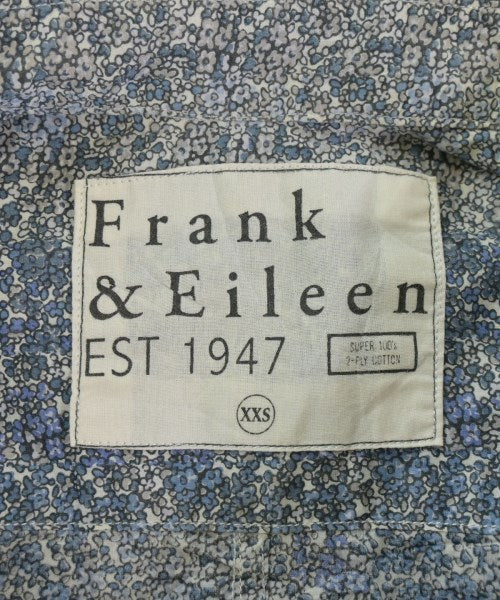 Frank
& Eileen
EST 1947
SUPER 100's
2-PLY COTTON
XXS